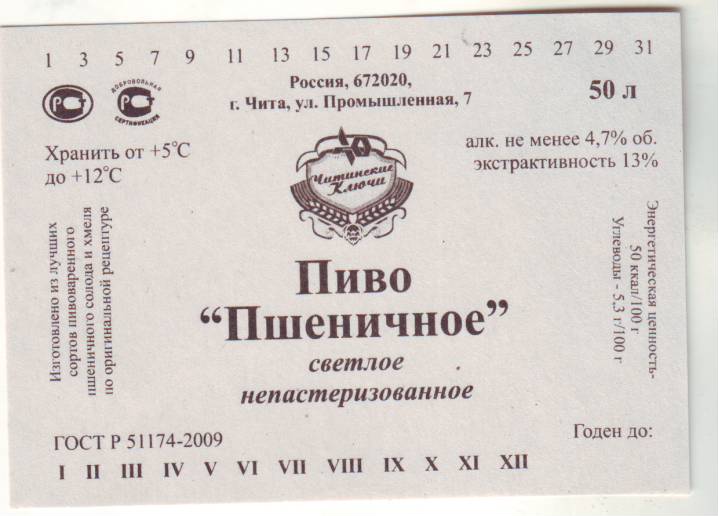 1 3 5 7 9 11 13 15 17 19 21 23 25 27 29 31
ДОБРОВОЛЬНАЯ
СЕРТИФИКАЦИЯ
Россия, 672020,
г. Чита, ул. Промышленная, 7
50 л
Хранить от +5°С
до +12°С
алк. не менее 4,7% об.
экстрактивность 13%
Читинские
Ключи
Изготовлено из лучших
сортов пивоваренного
пшеничного солода и хмеля
по оригинальной рецептуре
Энергетическая ценность-
50 ккал/100 г
Углеводы - 5,3 г/100 г
Пиво
“Пшеничное”
светлое
непастеризованное
ГОСТ Р 51174-2009
Годен до:
I II III IV V VI VII VIII IX X XI XII